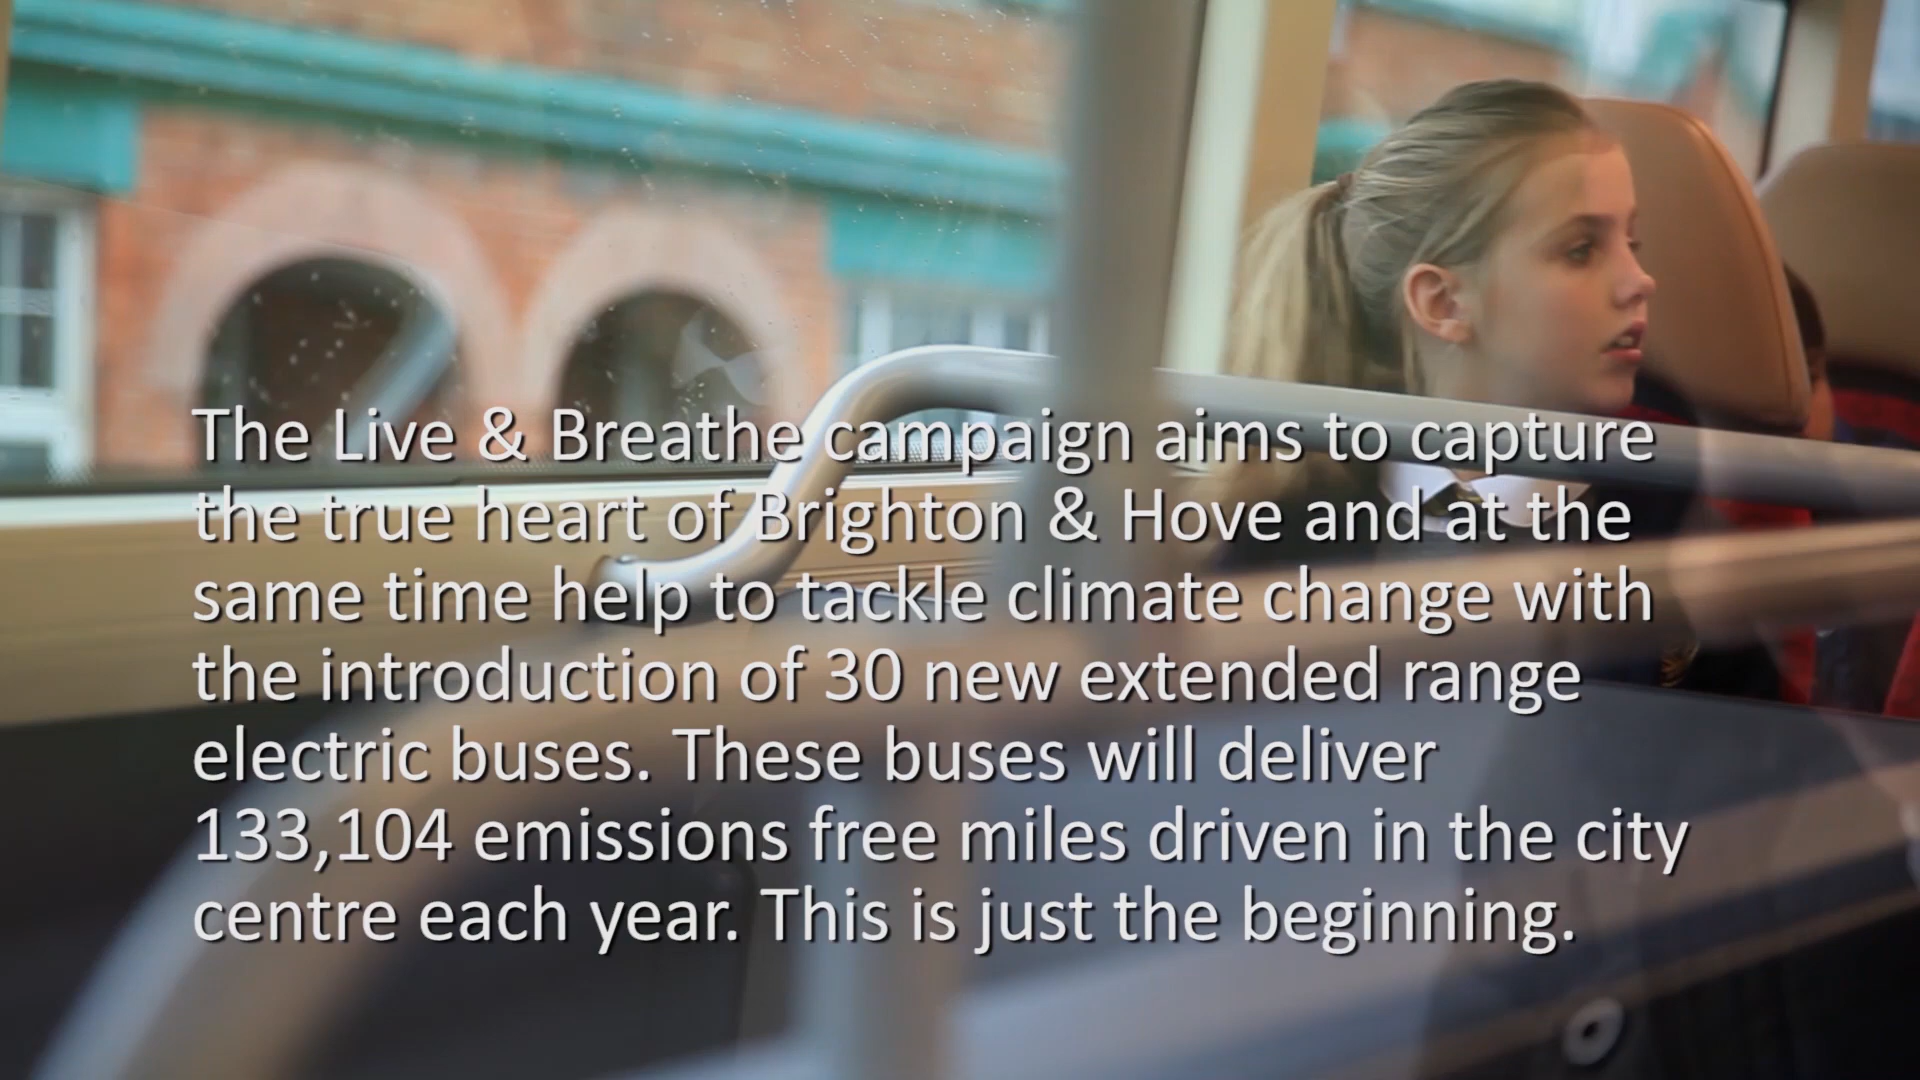 The Live & Breathe campaign aims to capture
the true heart of Brighton & Hove and at the
same time help to tackle climate change with
the introduction of 30 new extended range
electric buses. These buses will deliver
133,104 emissions free miles driven in the city
centre each year. This is just the beginning.